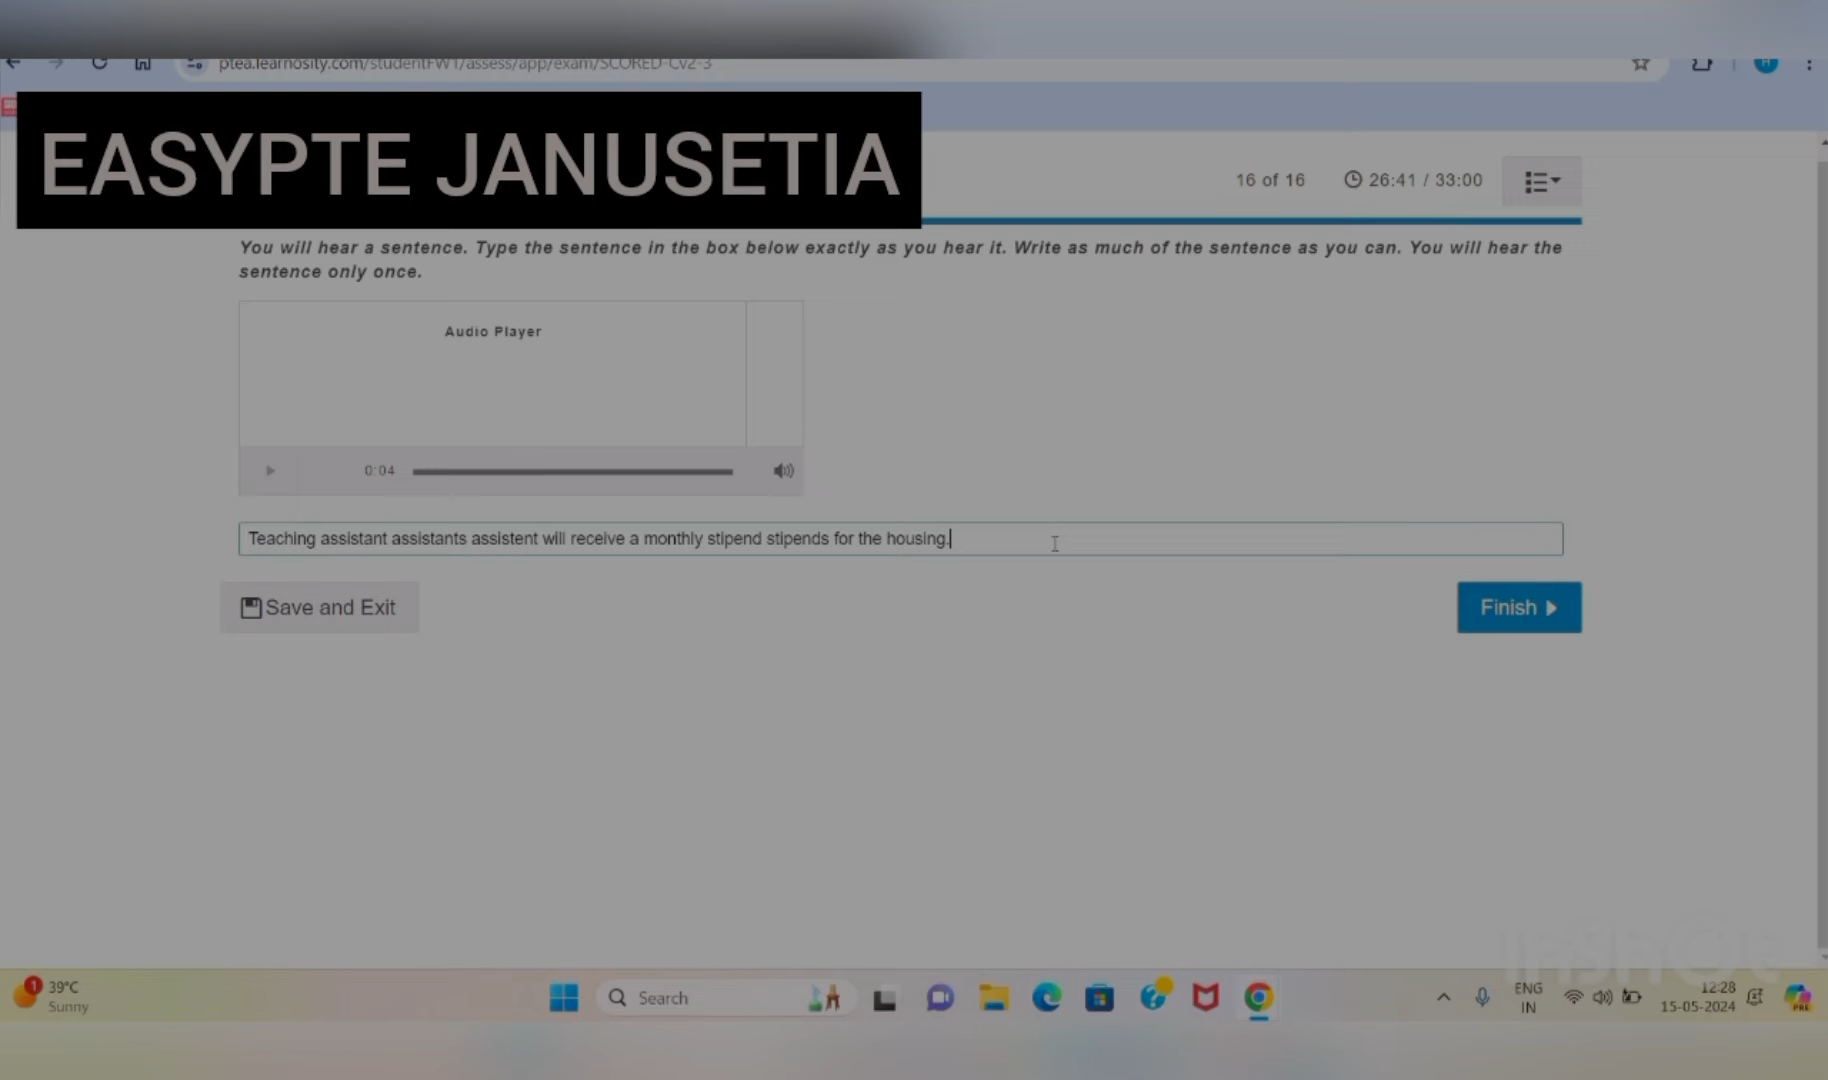 ptea.learnosity.com/studentFW1/assess/app/exam/SCORED-CV2-3
EASYPTE JANUSETIA
16 of 16
26:41 / 33:00
You will hear a sentence. Type the sentence in the box below exactly as you hear it. Write as much of the sentence as you can. You will hear the
sentence only once.
Audio Player
0:04
Teaching assistant assistants assistent will receive a monthly stipend stipends for the housing.
Save and Exit
Finish
InShot
1
39°C
Sunny
Search
ENG
IN
12:28
15-05-2024
PRE
H